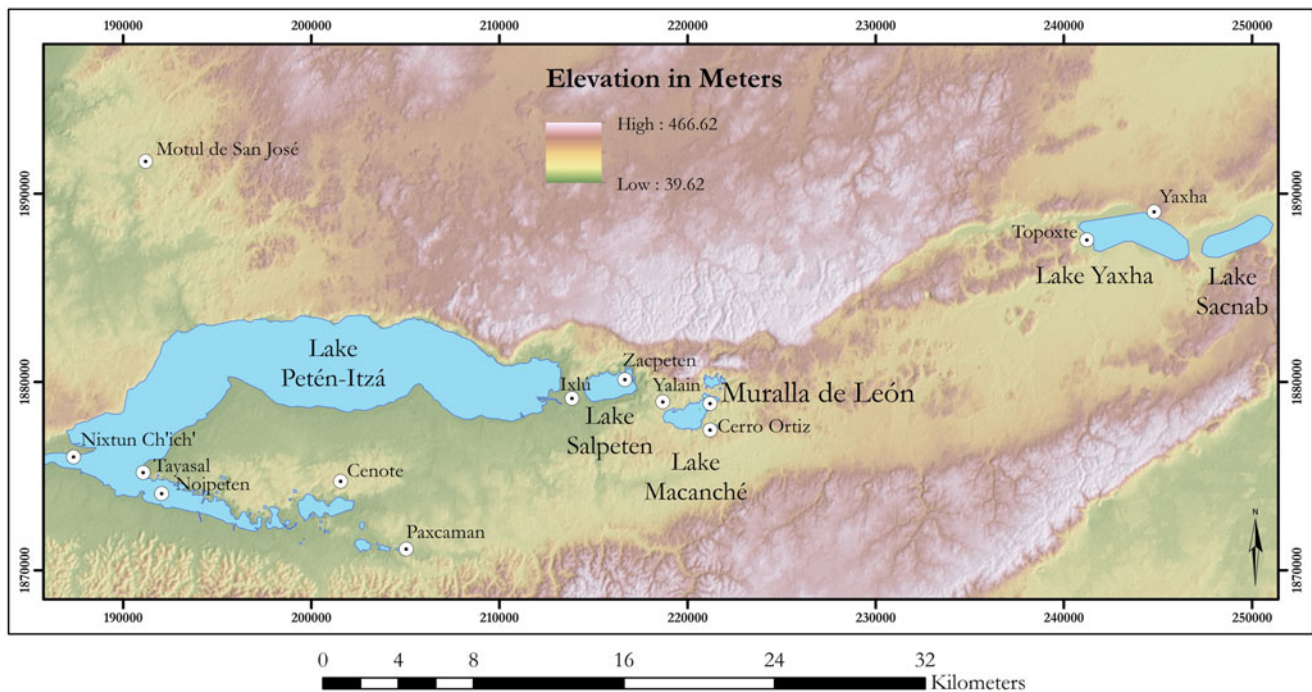 190000 200000 210000 220000 230000 240000 250000
Elevation in Meters
High : 466.62
Low : 39.62
Motul de San José
1890000
1890000
Yaxha
Topoxte
Lake Yaxha
Lake
Sacnab
Lake
Petén-Itzá
Zacpeten
1880000
1880000
Ixlú
Yalain
Muralla de León
Lake
Salpeten
Cerro Ortiz
Nixtun Ch'ich'
Lake
Macanché
Tayasal
Cenote
Nojpeten
Paxcaman
N
1870000
1870000
190000 200000 210000 220000 230000 240000 250000
0 4 8 16 24 32
Kilometers